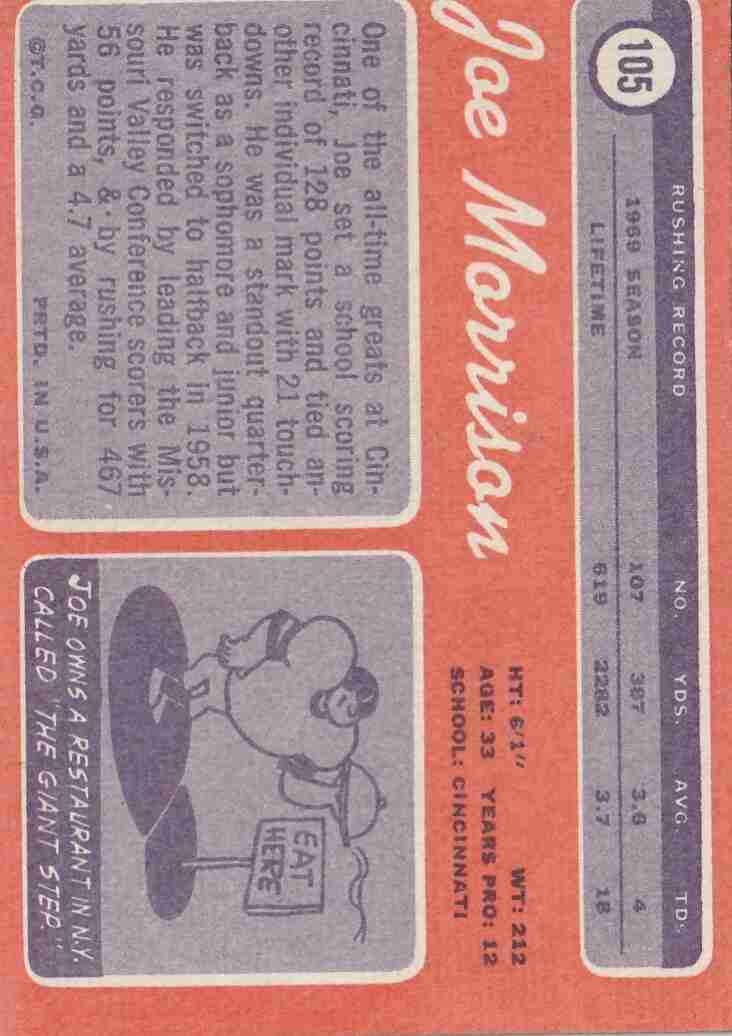 105
RUSHING RECORD NO. YDS. AVG. TDS
1969 SEASON 107 387 3.6 4
LIFETIME 619 2282 3.7 18
Joe Morrison
HT: 6'1" WT: 212
AGE: 33 YEARS PRO: 12
SCHOOL: CINCINNATI
One of the all-time greats at Cin-
cinnati, Joe set a school scoring
record of 128 points and tied an-
other individual mark with 21 touch-
downs. He was a standout quarter-
back as a sophomore and junior but
was switched to halfback in 1958.
He responded by leading the Mis-
souri Valley Conference scorers with
56 points, & by rushing for 467
yards and a 4.7 average.
©T.C.G. PRTD. IN U.S.A.
EAT
HERE
JOE OWNS A RESTAURANT IN N.Y.
CALLED "THE GIANT STEP."